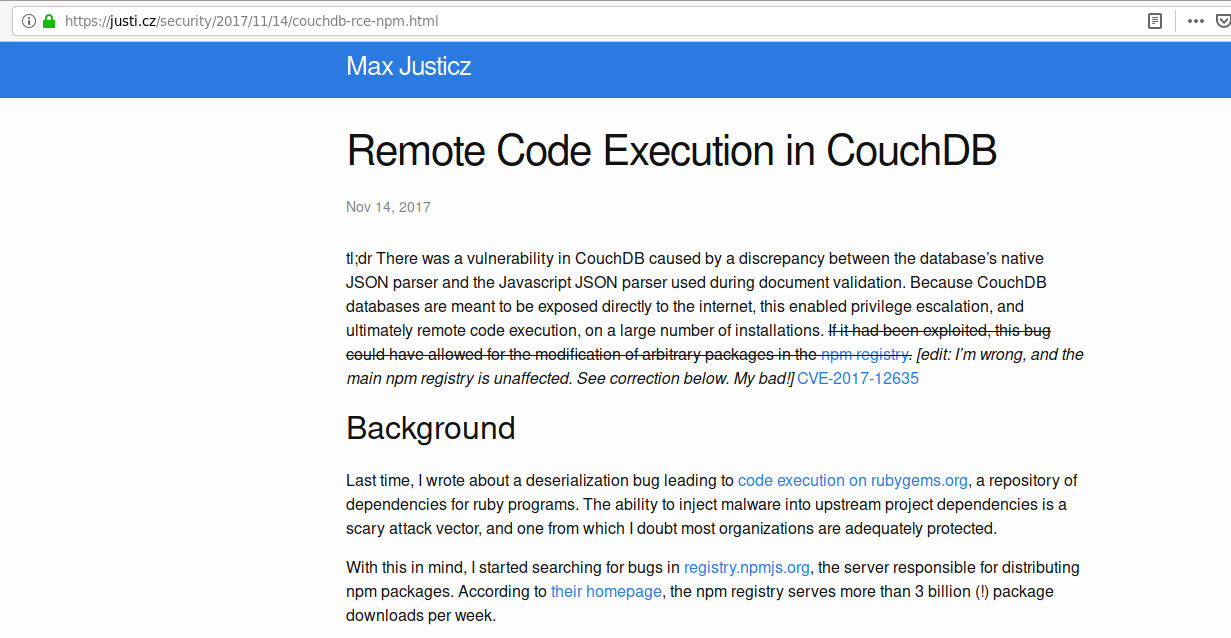 https://justi.cz/security/2017/11/14/couchdb-rce-npm.html
Max Justicz
Remote Code Execution in CouchDB
Nov 14, 2017
tl;dr There was a vulnerability in CouchDB caused by a discrepancy between the database’s native
JSON parser and the Javascript JSON parser used during document validation. Because CouchDB
databases are meant to be exposed directly to the internet, this enabled privilege escalation, and
ultimately remote code execution, on a large number of installations. If it had been exploited, this bug
could have allowed for the modification of arbitrary packages in the npm registry. [edit: I’m wrong, and the
main npm registry is unaffected. See correction below. My bad!] CVE-2017-12635
Background
Last time, I wrote about a deserialization bug leading to code execution on rubygems.org, a repository of
dependencies for ruby programs. The ability to inject malware into upstream project dependencies is a
scary attack vector, and one from which I doubt most organizations are adequately protected.
With this in mind, I started searching for bugs in registry.npmjs.org, the server responsible for distributing
npm packages. According to their homepage, the npm registry serves more than 3 billion (!) package
downloads per week.